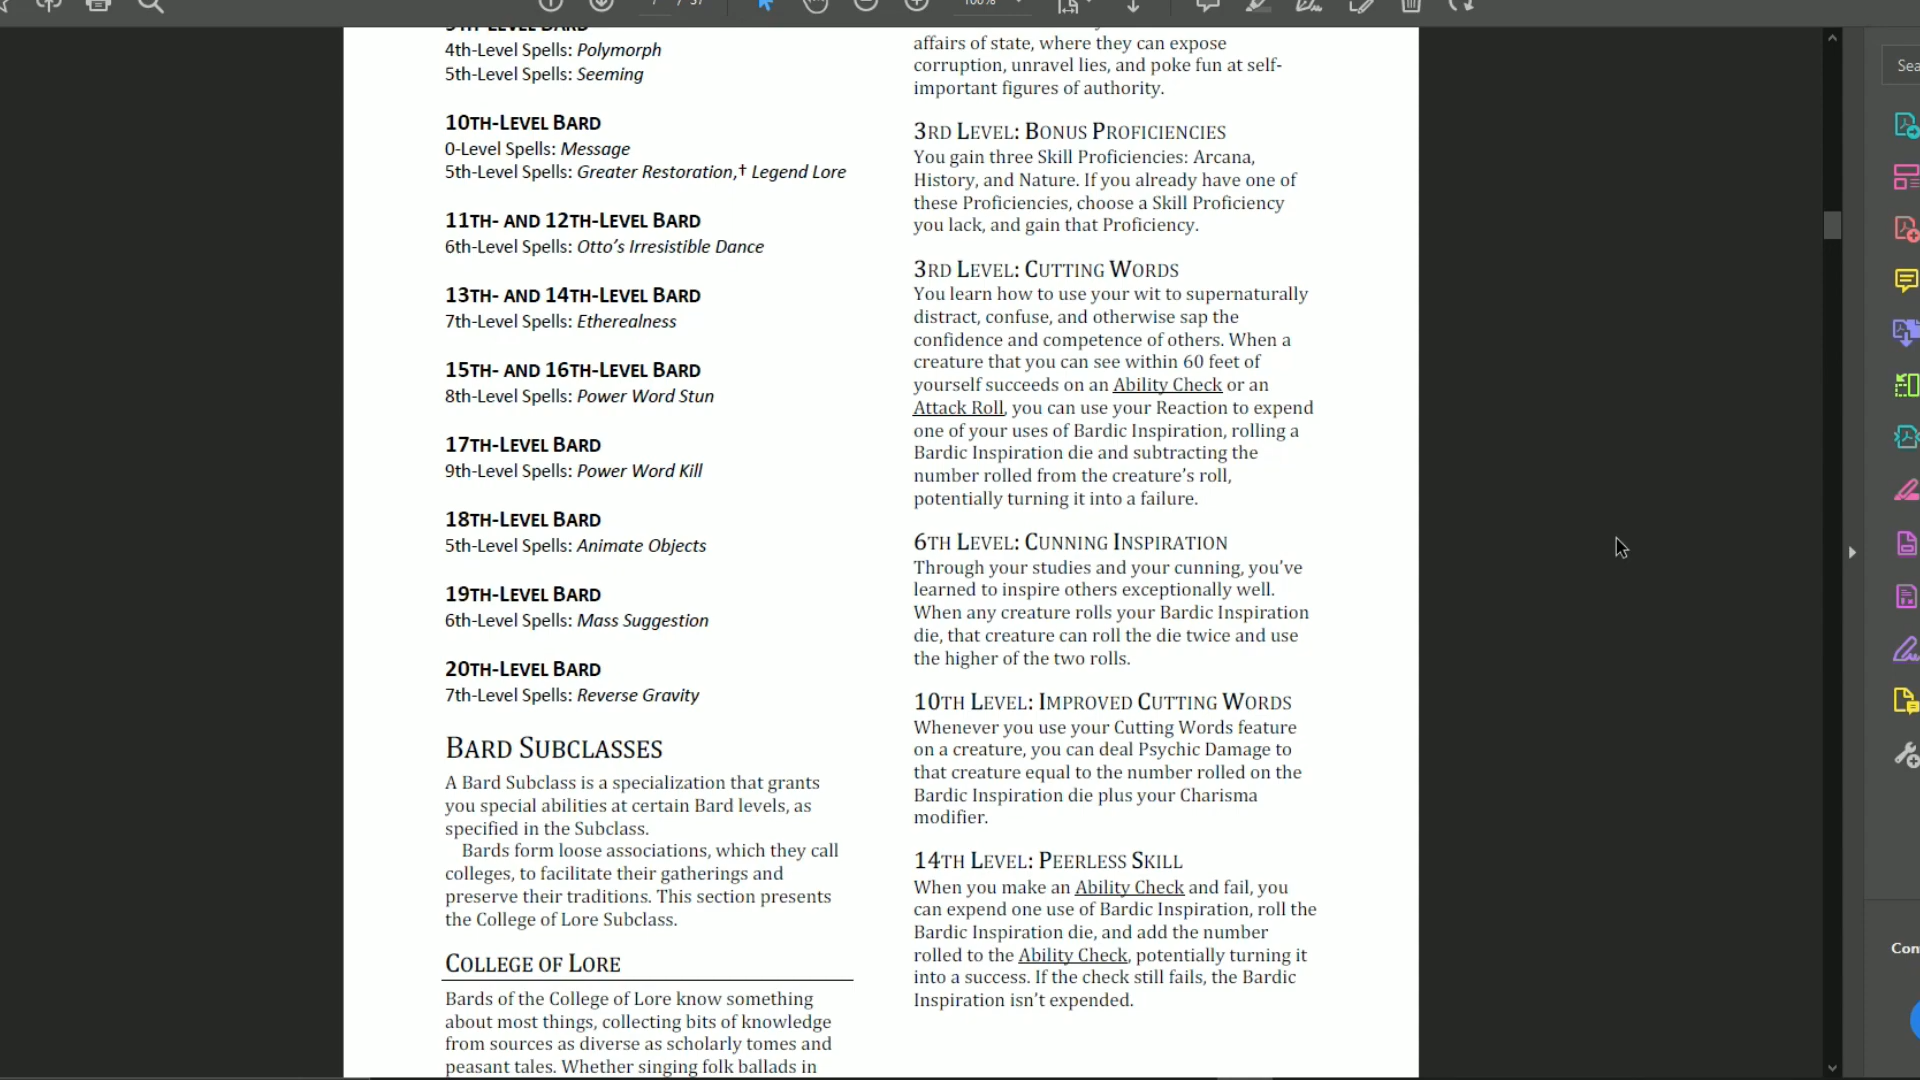 100%
9TH-LEVEL BARD
4th-Level Spells: Polymorph
5th-Level Spells: Seeming
10TH-LEVEL BARD
0-Level Spells: Message
5th-Level Spells: Greater Restoration,† Legend Lore
11TH- AND 12TH-LEVEL BARD
6th-Level Spells: Otto's Irresistible Dance
13TH- AND 14TH-LEVEL BARD
7th-Level Spells: Etherealness
15TH- AND 16TH-LEVEL BARD
8th-Level Spells: Power Word Stun
17TH-LEVEL BARD
9th-Level Spells: Power Word Kill
18TH-LEVEL BARD
5th-Level Spells: Animate Objects
19TH-LEVEL BARD
6th-Level Spells: Mass Suggestion
20TH-LEVEL BARD
7th-Level Spells: Reverse Gravity
BARD SUBCLASSES
A Bard Subclass is a specialization that grants
you special abilities at certain Bard levels, as
specified in the Subclass.
Bards form loose associations, which they call
colleges, to facilitate their gatherings and
preserve their traditions. This section presents
the College of Lore Subclass.
COLLEGE OF LORE
Bards of the College of Lore know something
about most things, collecting bits of knowledge
from sources as diverse as scholarly tomes and
peasant tales. Whether singing folk ballads in
affairs of state, where they can expose
corruption, unravel lies, and poke fun at self-
important figures of authority.
3RD LEVEL: BONUS PROFICIENCIES
You gain three Skill Proficiencies: Arcana,
History, and Nature. If you already have one of
these Proficiencies, choose a Skill Proficiency
you lack, and gain that Proficiency.
3RD LEVEL: CUTTING WORDS
You learn how to use your wit to supernaturally
distract, confuse, and otherwise sap the
confidence and competence of others. When a
creature that you can see within 60 feet of
yourself succeeds on an Ability Check or an
Attack Roll, you can use your Reaction to expend
one of your uses of Bardic Inspiration, rolling a
Bardic Inspiration die and subtracting the
number rolled from the creature's roll,
potentially turning it into a failure.
6TH LEVEL: CUNNING INSPIRATION
Through your studies and your cunning, you've
learned to inspire others exceptionally well.
When any creature rolls your Bardic Inspiration
die, that creature can roll the die twice and use
the higher of the two rolls.
10TH LEVEL: IMPROVED CUTTING WORDS
Whenever you use your Cutting Words feature
on a creature, you can deal Psychic Damage to
that creature equal to the number rolled on the
Bardic Inspiration die plus your Charisma
modifier.
14TH LEVEL: PEERLESS SKILL
When you make an Ability Check and fail, you
can expend one use of Bardic Inspiration, roll the
Bardic Inspiration die, and add the number
rolled to the Ability Check, potentially turning it
into a success. If the check still fails, the Bardic
Inspiration isn't expended.
Sea
Con